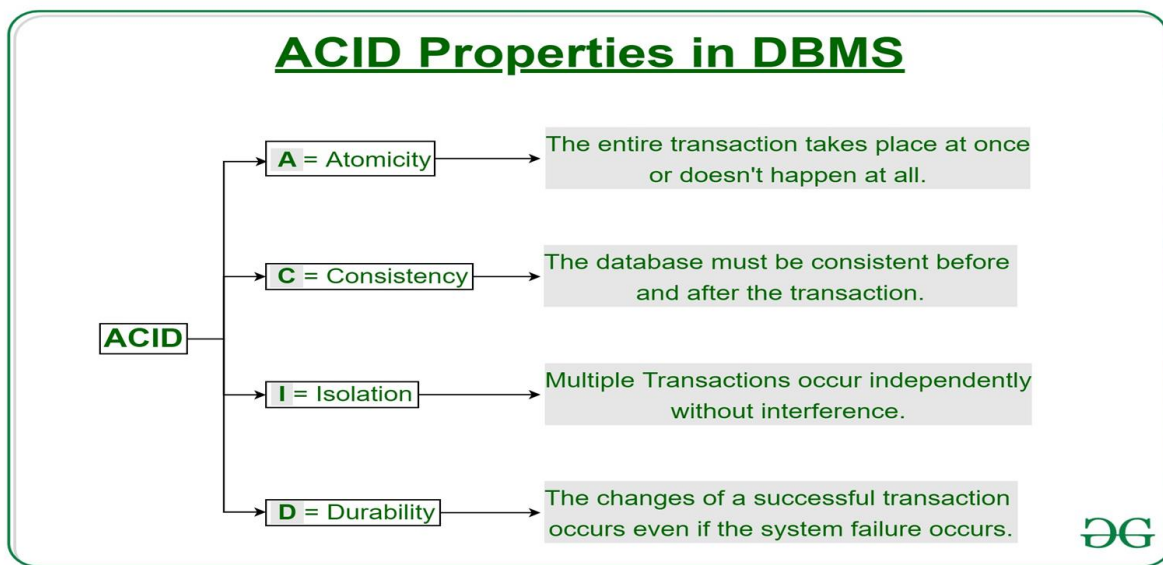 ACID Properties in DBMS
A = Atomicity
The entire transaction takes place at once
or doesn't happen at all.
C = Consistency
The database must be consistent before
and after the transaction.
ACID
I = Isolation
Multiple Transactions occur independently
without interference.
D = Durability
The changes of a successful transaction
occurs even if the system failure occurs.